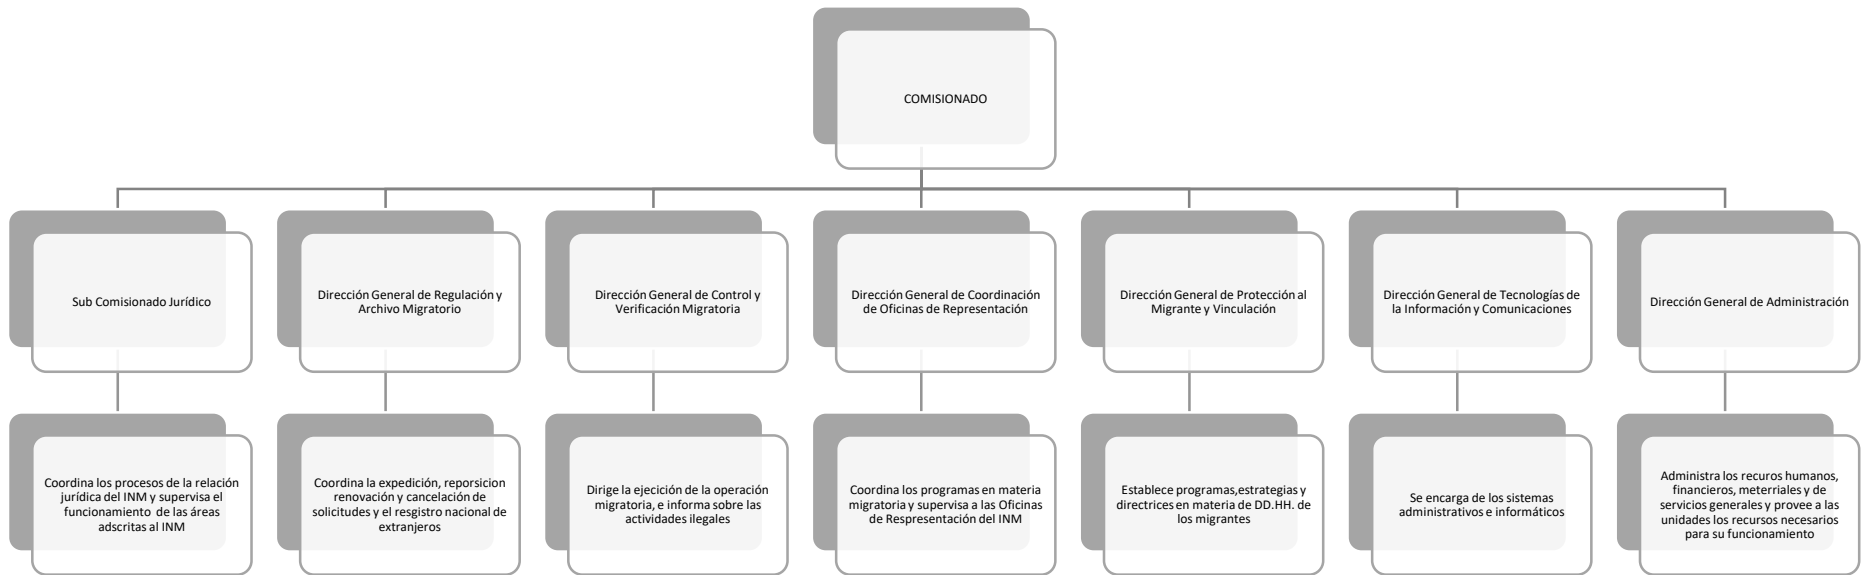 COMISIONADO
Sub Comisionado Jurídico
Dirección General de Regulación y
Archivo Migratorio
Dirección General de Control y
Verificación Migratoria
Dirección General de Coordinación
de Oficinas de Representación
Dirección General de Protección al
Migrante y Vinculación
Dirección General de Tecnologías de
la Información y Comunicaciones
Dirección General de Administración
Coordina los procesos de la relación
jurídica del INM y supervisa el
funcionamiento de las áreas
adscritas al INM
Coordina la expedición, reporsicion
renovación y cancelación de
solicitudes y el resgistro nacional de
extranjeros
Dirige la ejecición de la operación
migratoria, e informa sobre las
actividades ilegales
Coordina los programas en materia
migratoria y supervisa a las Oficinas
de Respresentación del INM
Establece programas,estrategias y
directrices en materia de DD.HH. de
los migrantes
Se encarga de los sistemas
administrativos e informáticos
Administra los recuros humanos,
financieros, meterriales y de
servicios generales y provee a las
unidades los recursos necesarios
para su funcionamiento